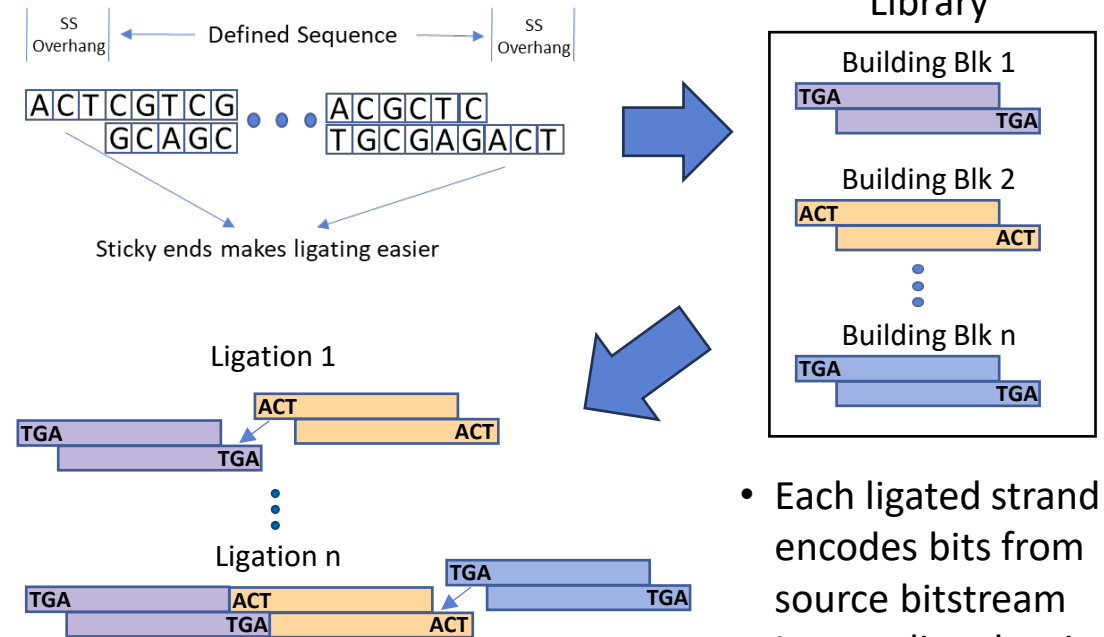 SS
Overhang
Defined Sequence
SS
Overhang
ACTCGTCG
GCAGC
ACGCTC
TGCGAGACT
Sticky ends makes ligating easier
Library
Building Blk 1
TGA
TGA
Building Blk 2
ACT
ACT
Building Blk n
TGA
TGA
Ligation 1
ACT
ACT
TGA
TGA
Ligation n
TGA
TGA
TGA
ACT
TGA
ACT
• Each ligated strand
encodes bits from
source bitstream